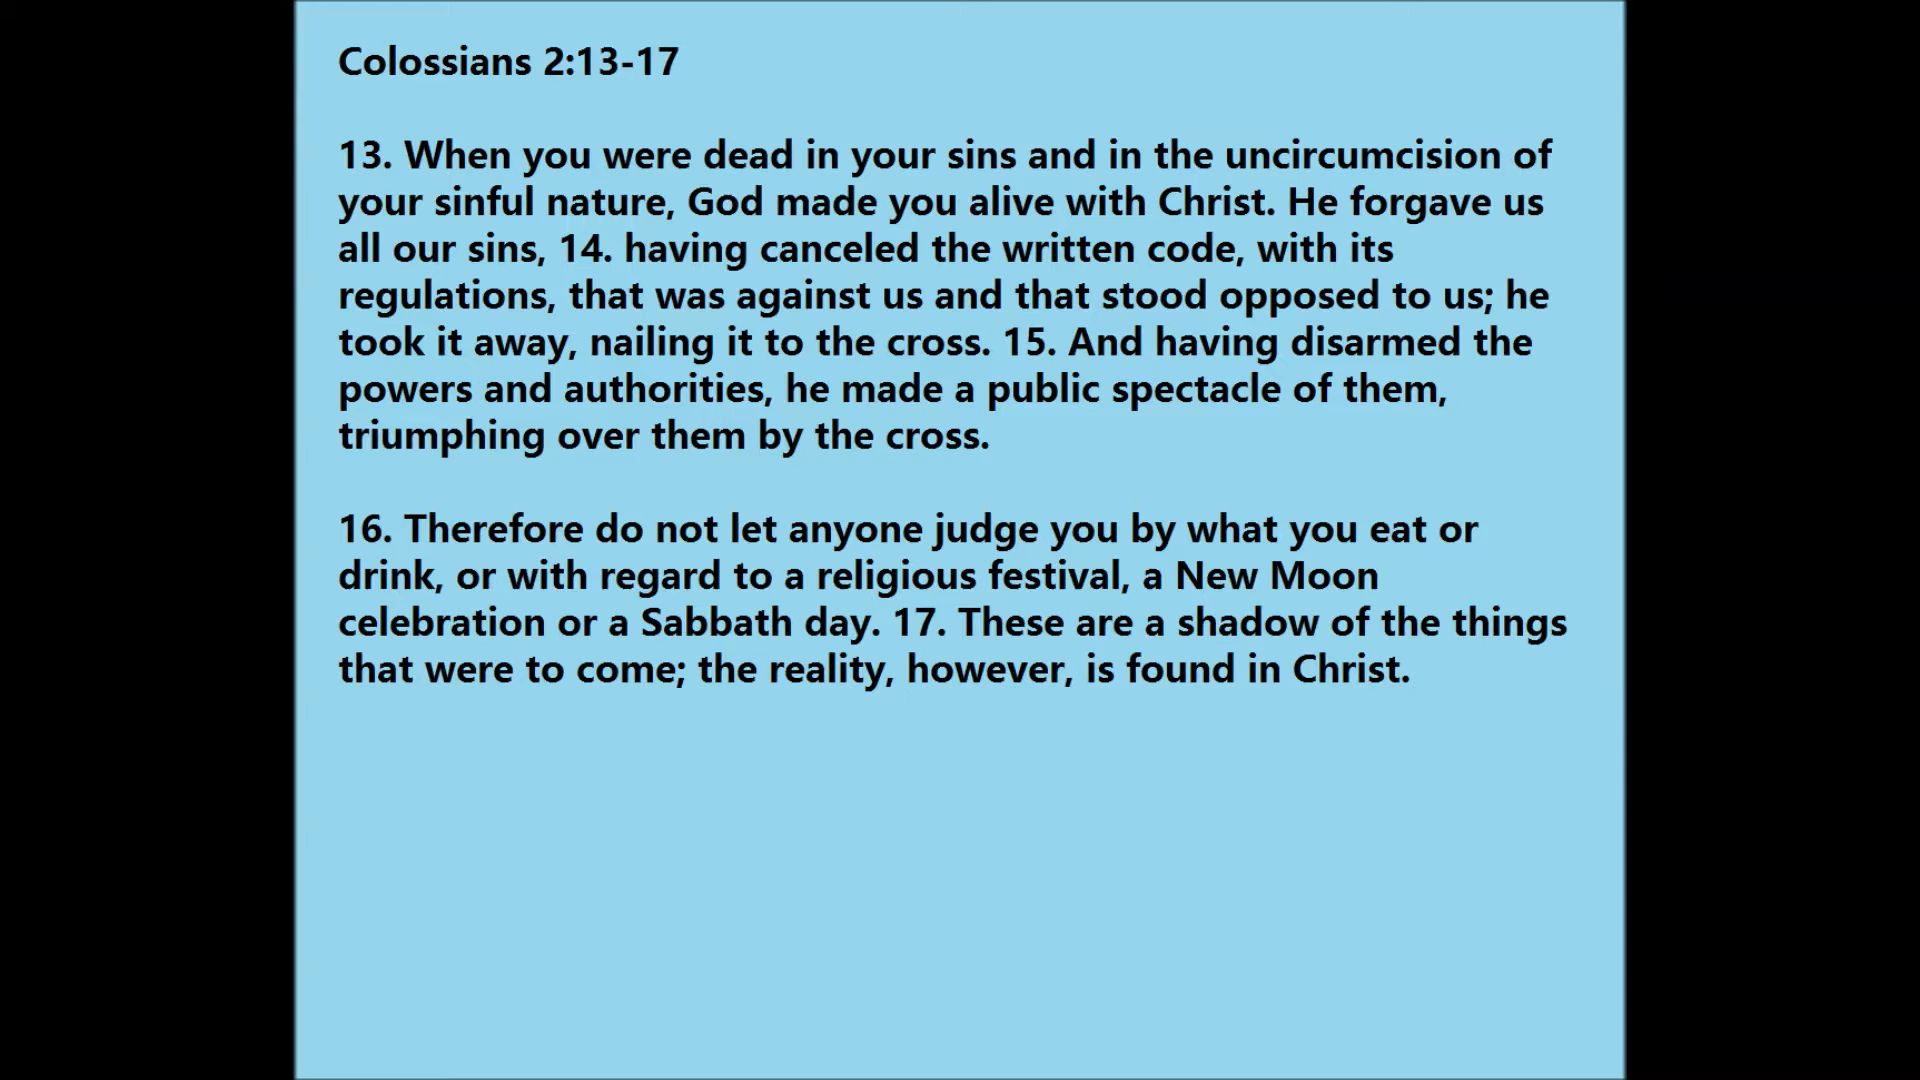 Colossians 2:13-17
13. When you were dead in your sins and in the uncircumcision of
your sinful nature, God made you alive with Christ. He forgave us
all our sins, 14. having canceled the written code, with its
regulations, that was against us and that stood opposed to us; he
took it away, nailing it to the cross. 15. And having disarmed the
powers and authorities, he made a public spectacle of them,
triumphing over them by the cross.
16. Therefore do not let anyone judge you by what you eat or
drink, or with regard to a religious festival, a New Moon
celebration or a Sabbath day. 17. These are a shadow of the things
that were to come; the reality, however, is found in Christ.